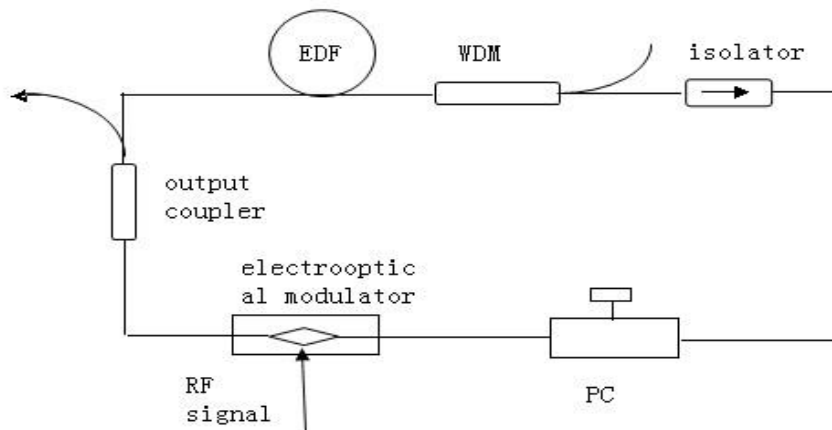 EDF
WDM
isolator
output
coupler
electrooptic
al modulator
RF
signal
PC